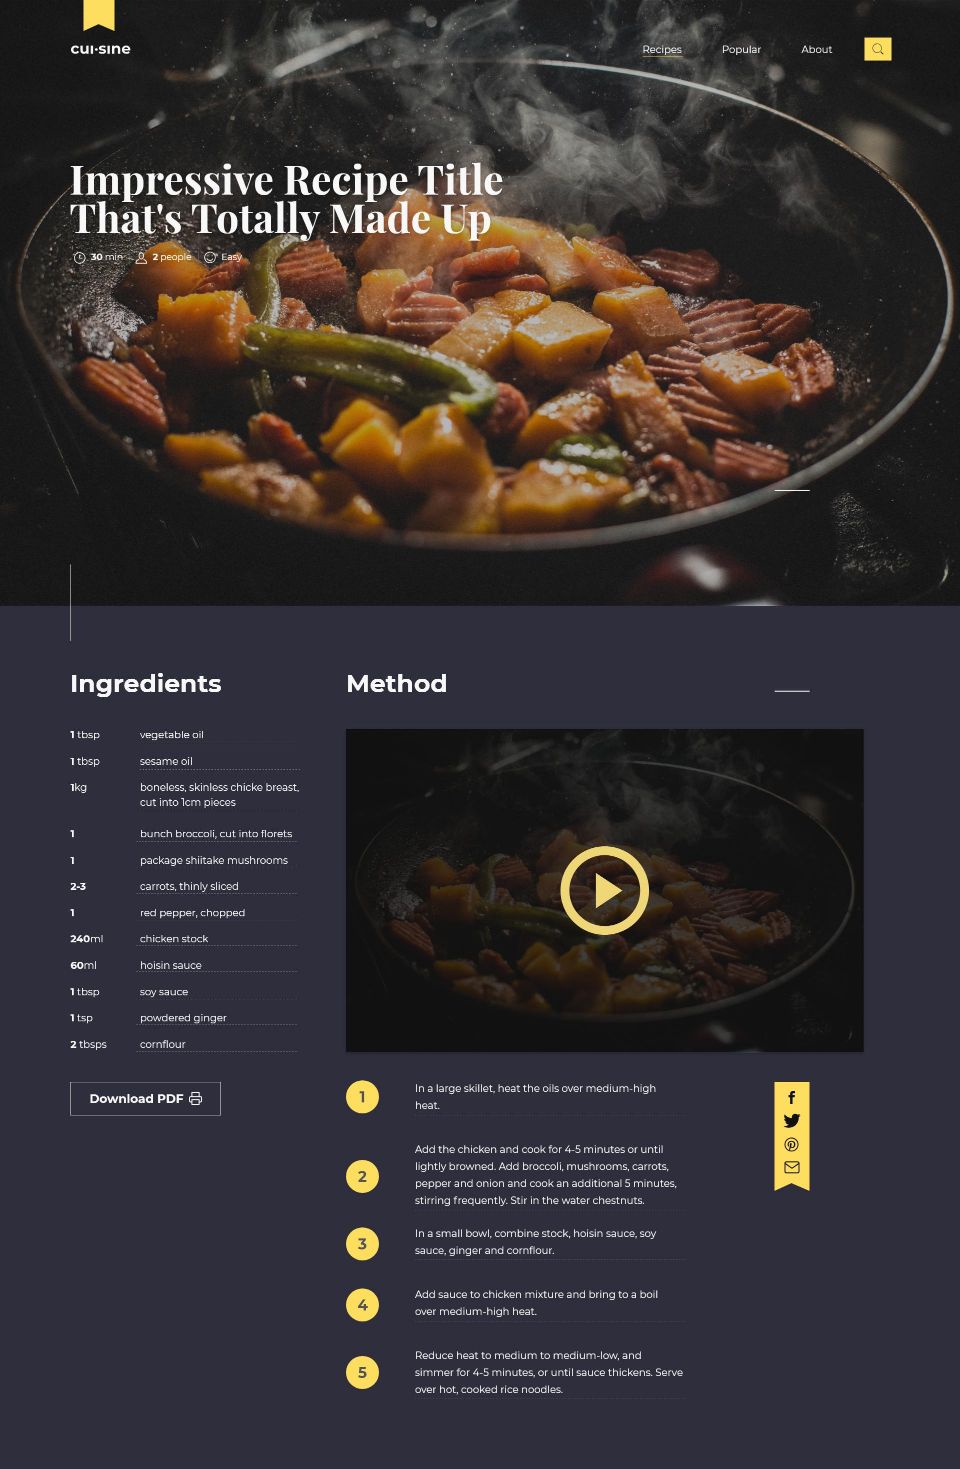 cui·sine
Recipes
Popular
About
Impressive Recipe Title
That's Totally Made Up
30 min
2 people
Easy
Ingredients
1 tbsp vegetable oil
1 tbsp sesame oil
1kg boneless, skinless chicke breast,
cut into 1cm pieces
1 bunch broccoli, cut into florets
1 package shiitake mushrooms
2-3 carrots, thinly sliced
1 red pepper, chopped
240ml chicken stock
60ml hoisin sauce
1 tbsp soy sauce
1 tsp powdered ginger
2 tbsps cornflour
Download PDF
Method
1 In a large skillet, heat the oils over medium-high
heat.
2 Add the chicken and cook for 4-5 minutes or until
lightly browned. Add broccoli, mushrooms, carrots,
pepper and onion and cook an additional 5 minutes,
stirring frequently. Stir in the water chestnuts.
3 In a small bowl, combine stock, hoisin sauce, soy
sauce, ginger and cornflour.
4 Add sauce to chicken mixture and bring to a boil
over medium-high heat.
5 Reduce heat to medium to medium-low, and
simmer for 4-5 minutes, or until sauce thickens. Serve
over hot, cooked rice noodles.